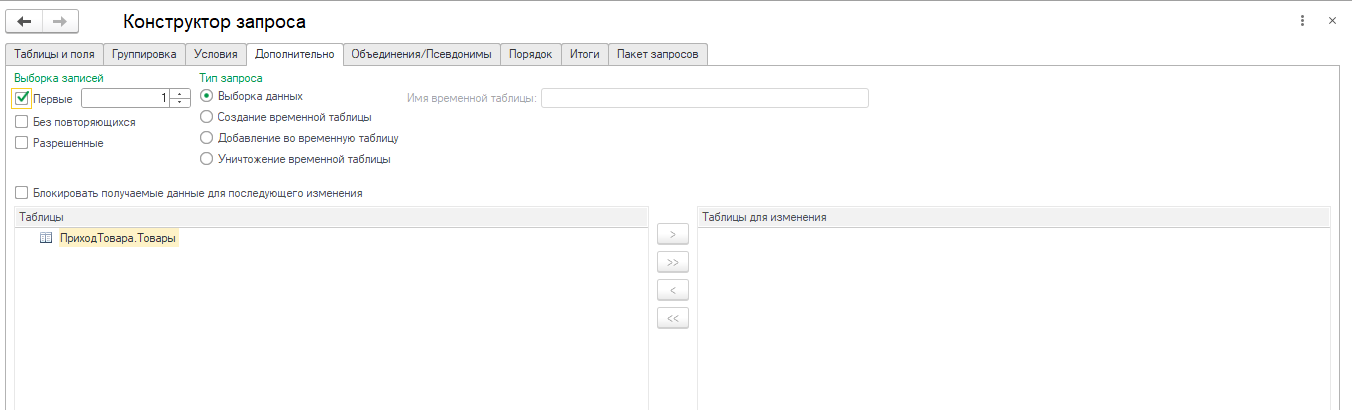 Конструктор запроса
Таблицы и поля Группировка Условия Дополнительно Объединения/Псевдонимы Порядок Итоги Пакет запросов
Выборка записей Тип запроса
Первые 1 Выборка данных Имя временной таблицы:
Без повторяющихся Создание временной таблицы
Разрешенные Добавление во временную таблицу
Уничтожение временной таблицы
Блокировать получаемые данные для последующего изменения
Таблицы Таблицы для изменения
ПриходТовара.Товары >
>>
<
<<